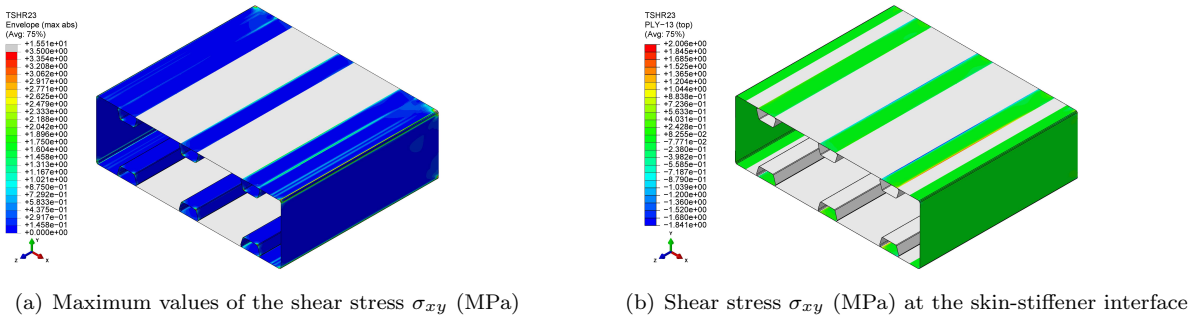 TSHR23
Envelope (max abs)
(Avg: 75%)
+1.551e+01
+3.500e+00
+3.354e+00
+3.208e+00
+3.062e+00
+2.917e+00
+2.771e+00
+2.625e+00
+2.479e+00
+2.333e+00
+2.188e+00
+2.042e+00
+1.896e+00
+1.750e+00
+1.604e+00
+1.458e+00
+1.313e+00
+1.167e+00
+1.021e+00
+8.750e-01
+7.292e-01
+5.833e-01
+4.375e-01
+2.917e-01
+1.458e-01
+0.000e+00
Y
Z
X
(a) Maximum values of the shear stress σxy (MPa)
TSHR23
PLY-13 (top)
(Avg: 75%)
+2.006e+00
+1.845e+00
+1.685e+00
+1.525e+00
+1.365e+00
+1.204e+00
+1.044e+00
+8.838e-01
+7.236e-01
+5.633e-01
+4.031e-01
+2.428e-01
+8.255e-02
-7.771e-02
-2.380e-01
-3.982e-01
-5.585e-01
-7.187e-01
-8.790e-01
-1.039e+00
-1.200e+00
-1.360e+00
-1.520e+00
-1.680e+00
-1.841e+00
Y
Z
X
(b) Shear stress σxy (MPa) at the skin-stiffener interface